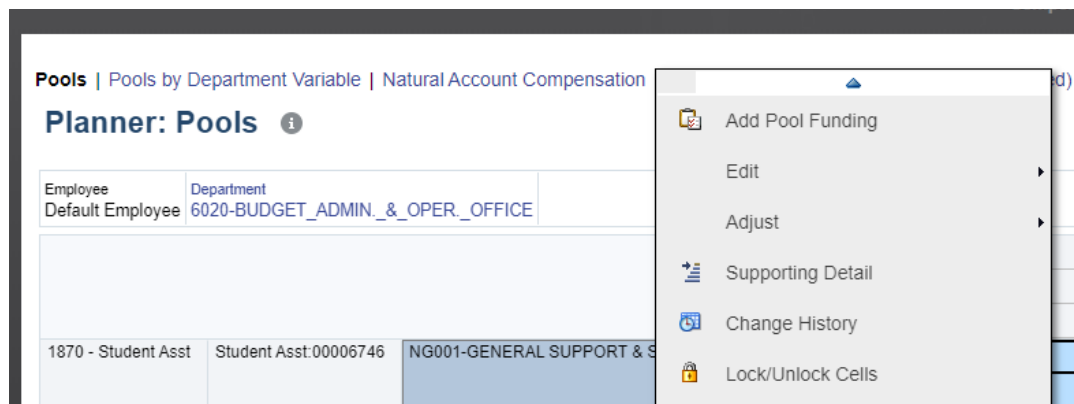 Pools | Pools by Department Variable | Natural Account Compensation
Planner: Pools
Employee
Default Employee
Department
6020-BUDGET_ADMIN._&_OPER._OFFICE
1870 - Student Asst
Student Asst:00006746
NG001-GENERAL SUPPORT &
Add Pool Funding
Edit
Adjust
Supporting Detail
Change History
Lock/Unlock Cells